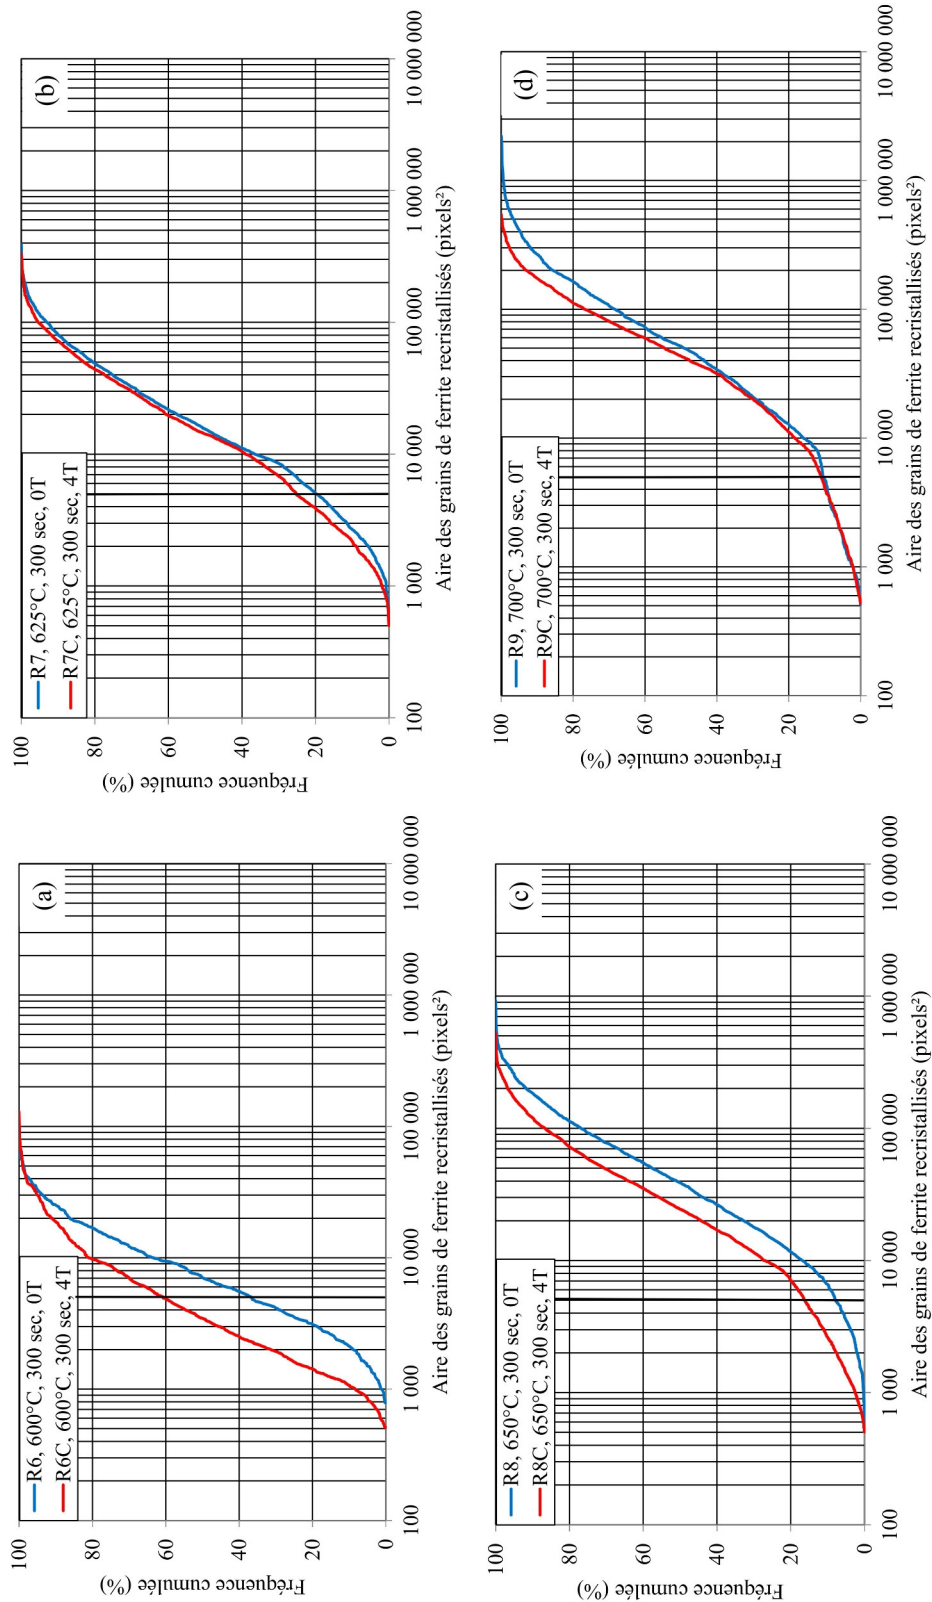 (a)
R6, 600°C, 300 sec, 0T
R6C, 600°C, 300 sec, 4T
Fréquence cumulée (%)
100
80
60
40
20
0
100
1 000
10 000
100 000
1 000 000
10 000 000
Aire des grains de ferrite recristallisés (pixels²)
(b)
R7, 625°C, 300 sec, 0T
R7C, 625°C, 300 sec, 4T
Fréquence cumulée (%)
100
80
60
40
20
0
100
1 000
10 000
100 000
1 000 000
10 000 000
Aire des grains de ferrite recristallisés (pixels²)
(c)
R8, 650°C, 300 sec, 0T
R8C, 650°C, 300 sec, 4T
Fréquence cumulée (%)
100
80
60
40
20
0
100
1 000
10 000
100 000
1 000 000
10 000 000
Aire des grains de ferrite recristallisés (pixels²)
(d)
R9, 700°C, 300 sec, 0T
R9C, 700°C, 300 sec, 4T
Fréquence cumulée (%)
100
80
60
40
20
0
100
1 000
10 000
100 000
1 000 000
10 000 000
Aire des grains de ferrite recristallisés (pixels²)